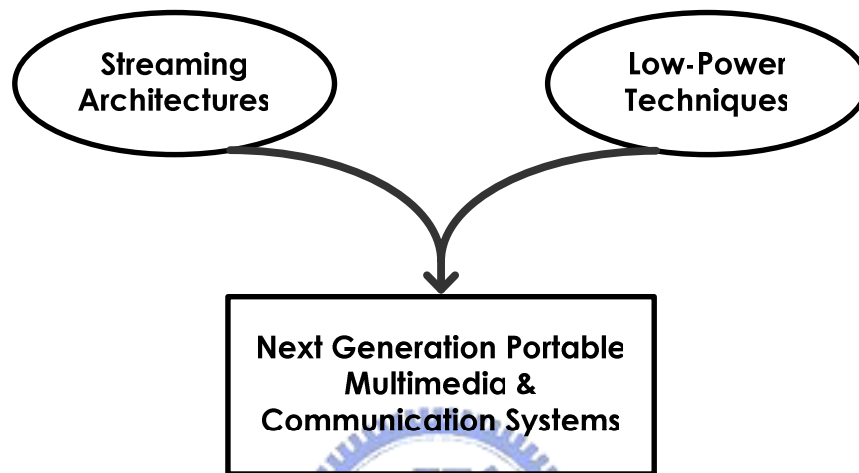 Streaming
Architectures
Low-Power
Techniques
Next Generation Portable
Multimedia &
Communication Systems